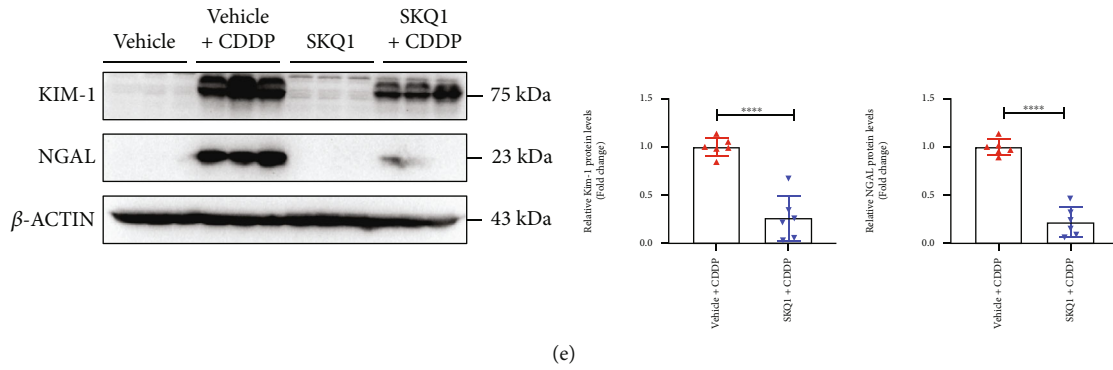 Vehicle
Vehicle
+ CDDP
SKQ1
SKQ1
+ CDDP
KIM-1
75 kDa
NGAL
23 kDa
β-ACTIN
43 kDa
Relative Kim-1 protein levels
(Fold change)
1.5
1.0
0.5
0.0
****
Vehicle + CDDP
SKQ1 + CDDP
Relative NGAL protein levels
(Fold change)
1.5
1.0
0.5
0.0
****
Vehicle + CDDP
SKQ1 + CDDP
(e)